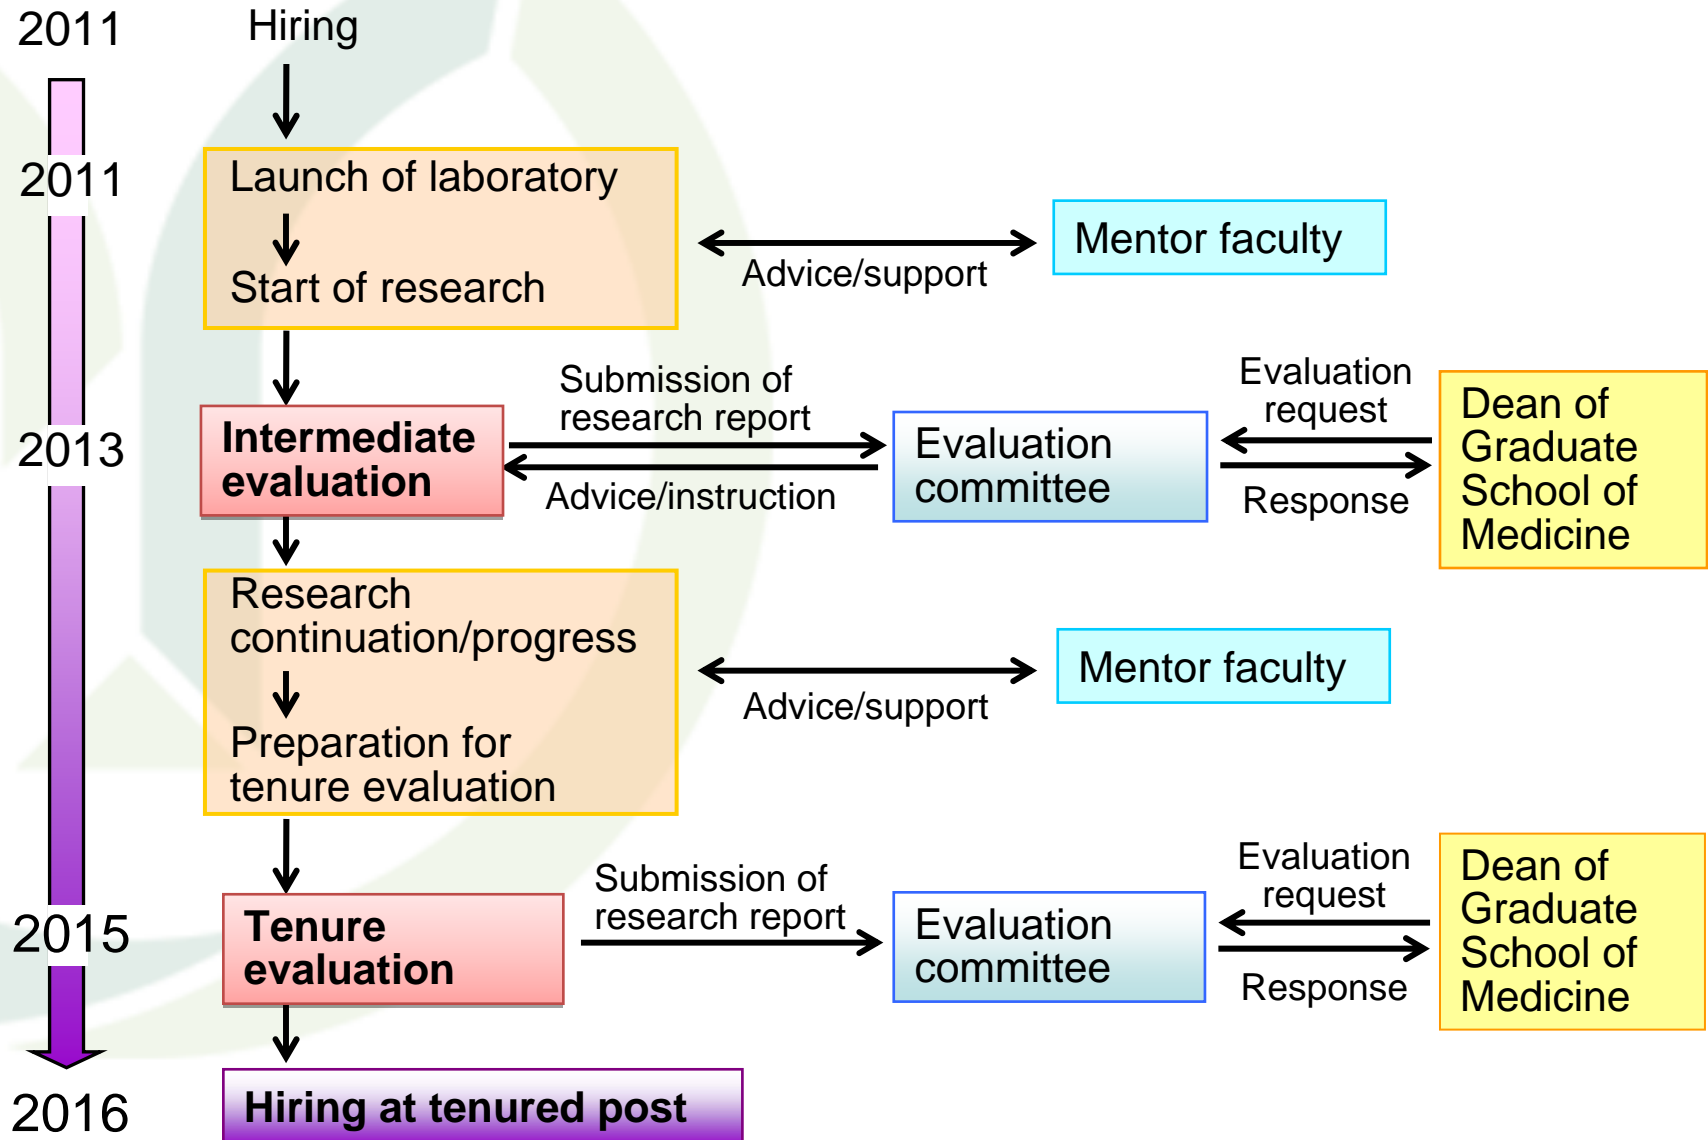 2011
Hiring
2011
Launch of laboratory
Start of research
Advice/support
Mentor faculty
2013
Intermediate
evaluation
Submission of
research report
Advice/instruction
Evaluation
committee
Evaluation
request
Response
Dean of
Graduate
School of
Medicine
Research
continuation/progress
Preparation for
tenure evaluation
Advice/support
Mentor faculty
2015
Tenure
evaluation
Submission of
research report
Evaluation
committee
Evaluation
request
Response
Dean of
Graduate
School of
Medicine
2016
Hiring at tenured post